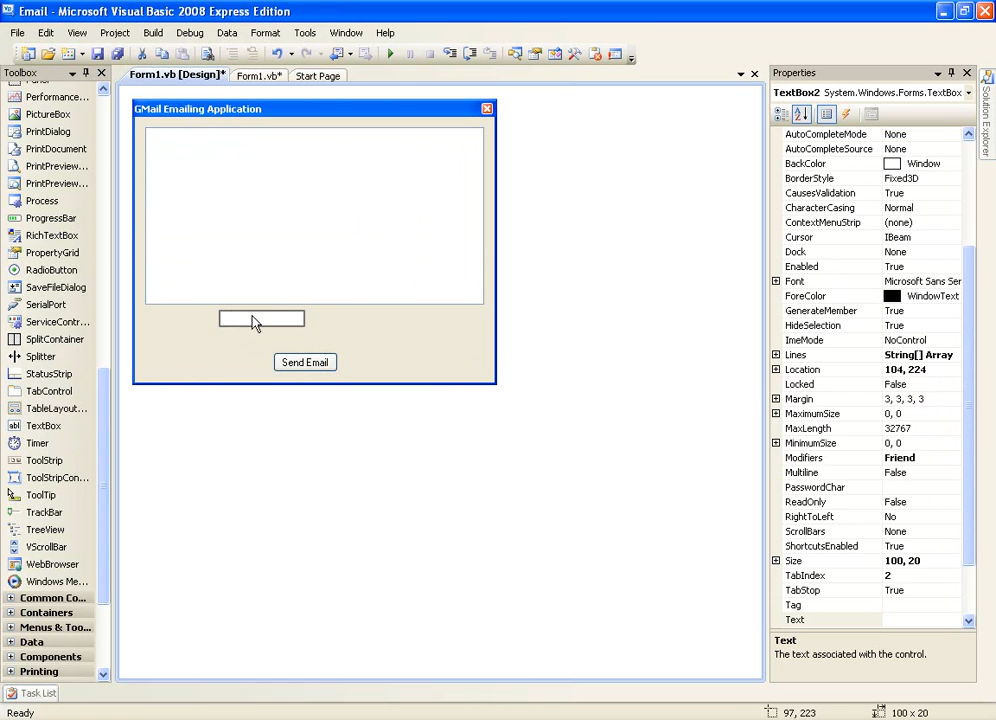 Email - Microsoft Visual Basic 2008 Express Edition
File Edit View Project Build Debug Data Format Tools Window Help
Toolbox
Form1.vb [Design]* Form1.vb* Start Page
Properties
TextBox2 System.Windows.Forms.TextBox
Solution Explorer
Performance...
PictureBox
PrintDialog
PrintDocument
PrintPreview...
PrintPreview...
Process
ProgressBar
RichTextBox
PropertyGrid
RadioButton
SaveFileDialog
SerialPort
ServiceContr...
SplitContainer
Splitter
StatusStrip
TabControl
TableLayout...
TextBox
Timer
ToolStrip
ToolStripCon...
ToolTip
TrackBar
TreeView
VScrollBar
WebBrowser
Windows Me...
Common Co...
Containers
Menus & Too...
Data
Components
Printing
GMail Emailing Application
Send Email
AutoCompleteMode None
AutoCompleteSource None
BackColor Window
BorderStyle Fixed3D
CausesValidation True
CharacterCasing Normal
ContextMenuStrip (none)
Cursor IBeam
Dock None
Enabled True
Font Microsoft Sans Ser
ForeColor WindowText
GenerateMember True
HideSelection True
ImeMode NoControl
Lines String[] Array
Location 104, 224
Locked False
Margin 3, 3, 3, 3
MaximumSize 0, 0
MaxLength 32767
MinimumSize 0, 0
Modifiers Friend
Multiline False
PasswordChar
ReadOnly False
RightToLeft No
ScrollBars None
ShortcutsEnabled True
Size 100, 20
TabIndex 2
TabStop True
Tag
Text
Text
The text associated with the control.
Task List
Ready 97, 223 100 x 20